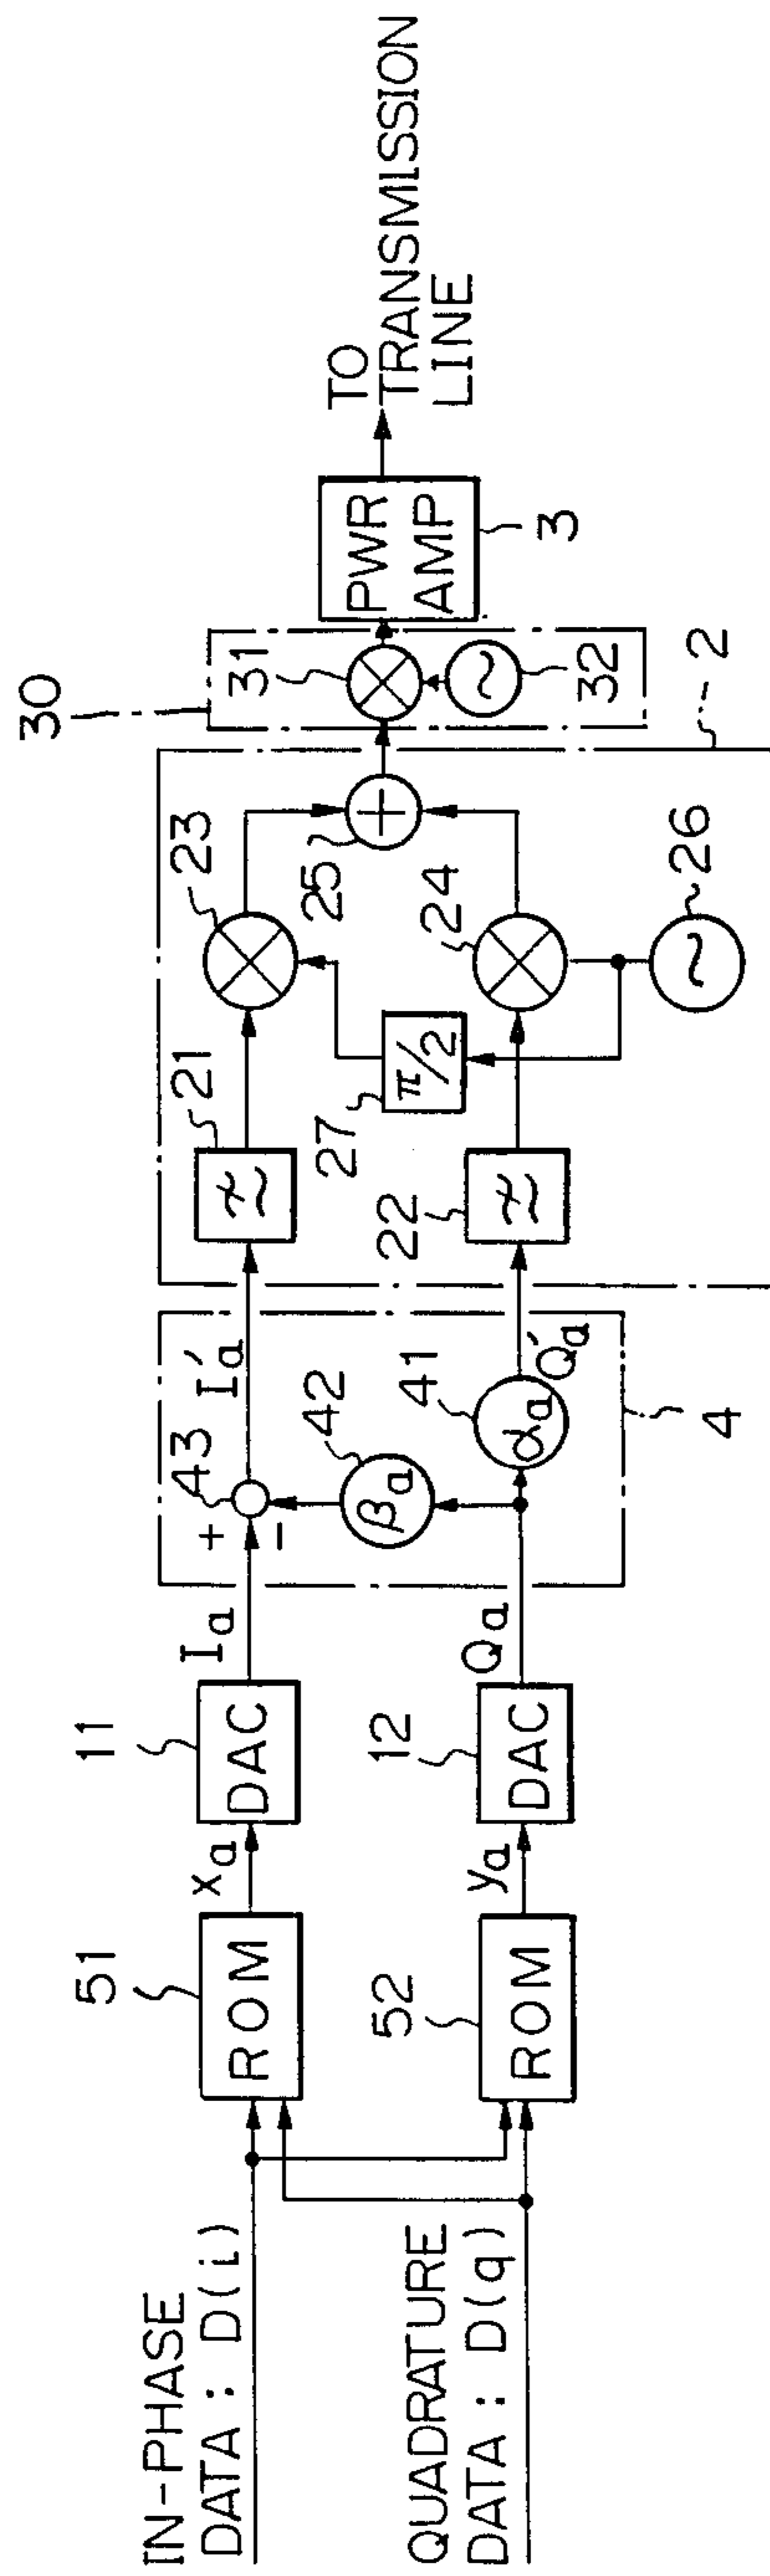 IN-PHASE
DATA : D(i)
QUADRATURE
DATA : D(q)
51
ROM
52
ROM
xa
ya
11
DAC
12
DAC
Ia
Qa
+
−
43
42
βa
41
αa
I'a
Q'a
4
21
22
27
π/2
23
24
25
+
26
~
2
30
31
32
~
PWR
AMP
3
TO
TRANSMISSION
LINE